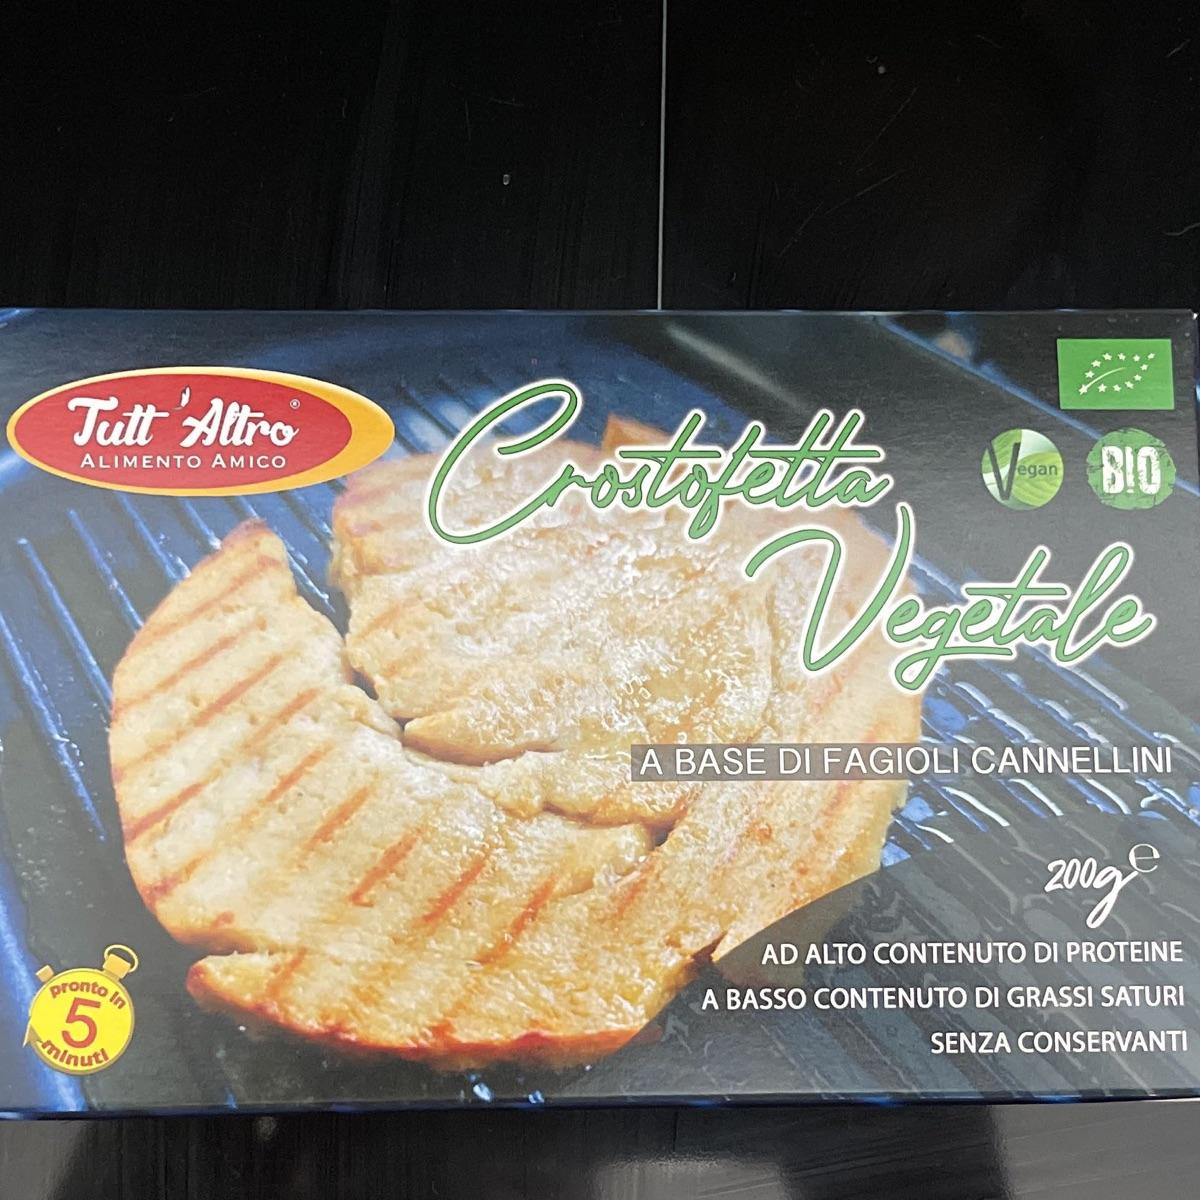 Tutt'Altro®
ALIMENTO AMICO
Crostofetta
Vegetale
Vegan
BIO
A BASE DI FAGIOLI CANNELLINI
200g e
AD ALTO CONTENUTO DI PROTEINE
A BASSO CONTENUTO DI GRASSI SATURI
SENZA CONSERVANTI
pronto in
5
minuti